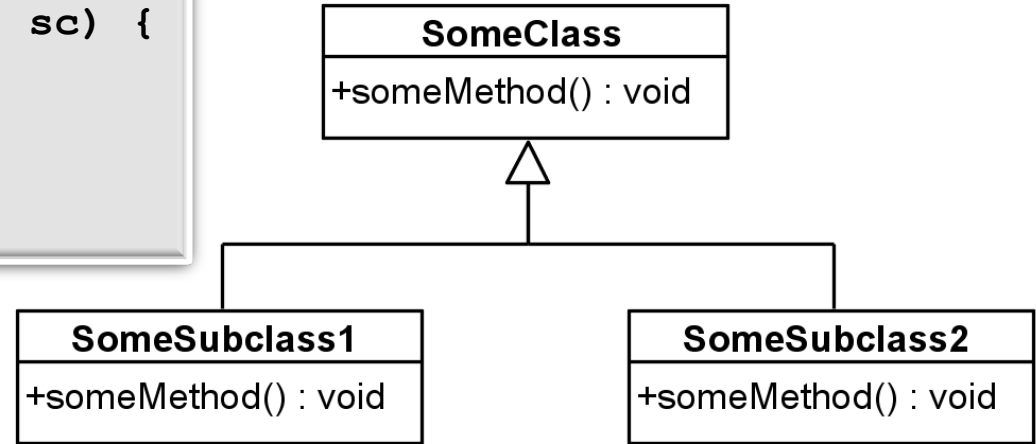 sc) {
SomeClass
+someMethod() : void
SomeSubclass1
+someMethod() : void
SomeSubclass2
+someMethod() : void